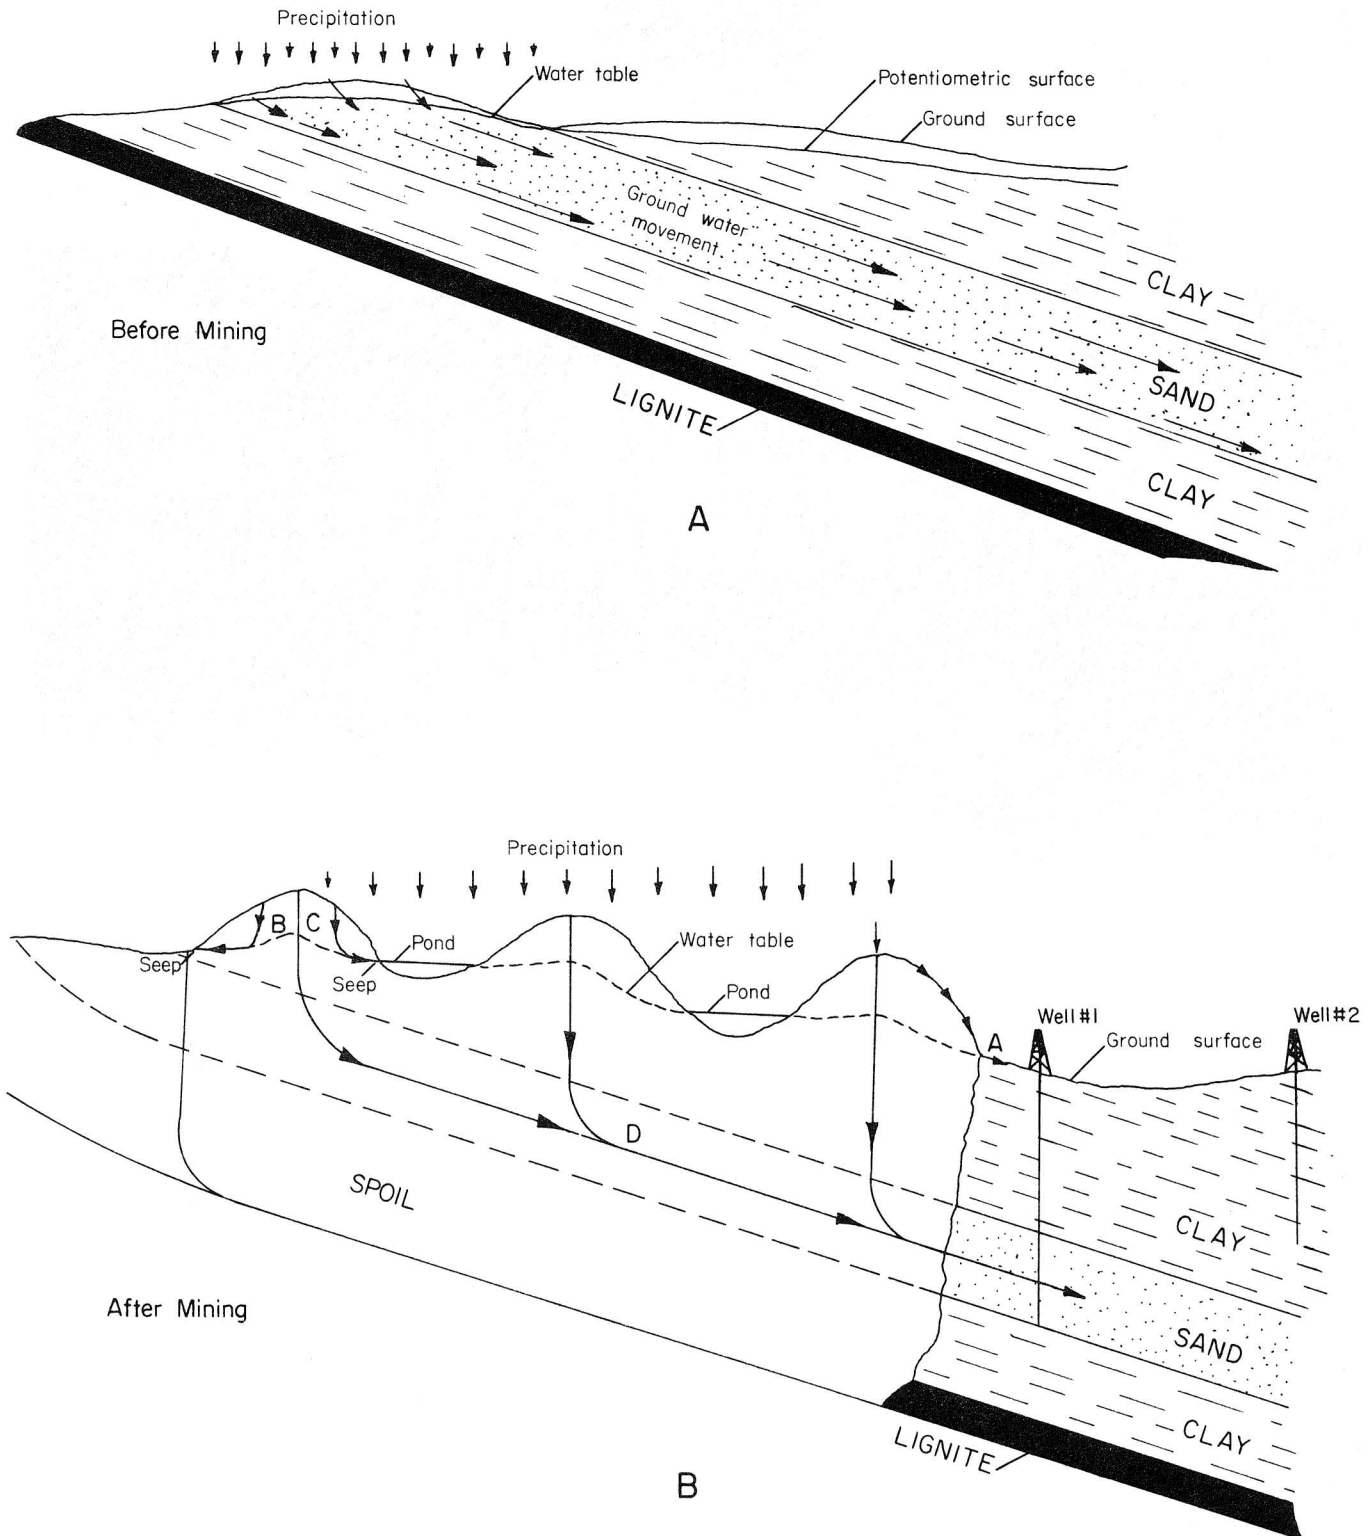 Precipitation
Water table
Potentiometric surface
Ground surface
Ground water
movement
CLAY
Before Mining
SAND
LIGNITE
CLAY
A
Precipitation
B
C
Pond
Water table
Seep
Seep
Pond
Well #1
Well #2
A
Ground surface
D
SPOIL
CLAY
After Mining
SAND
CLAY
LIGNITE
B